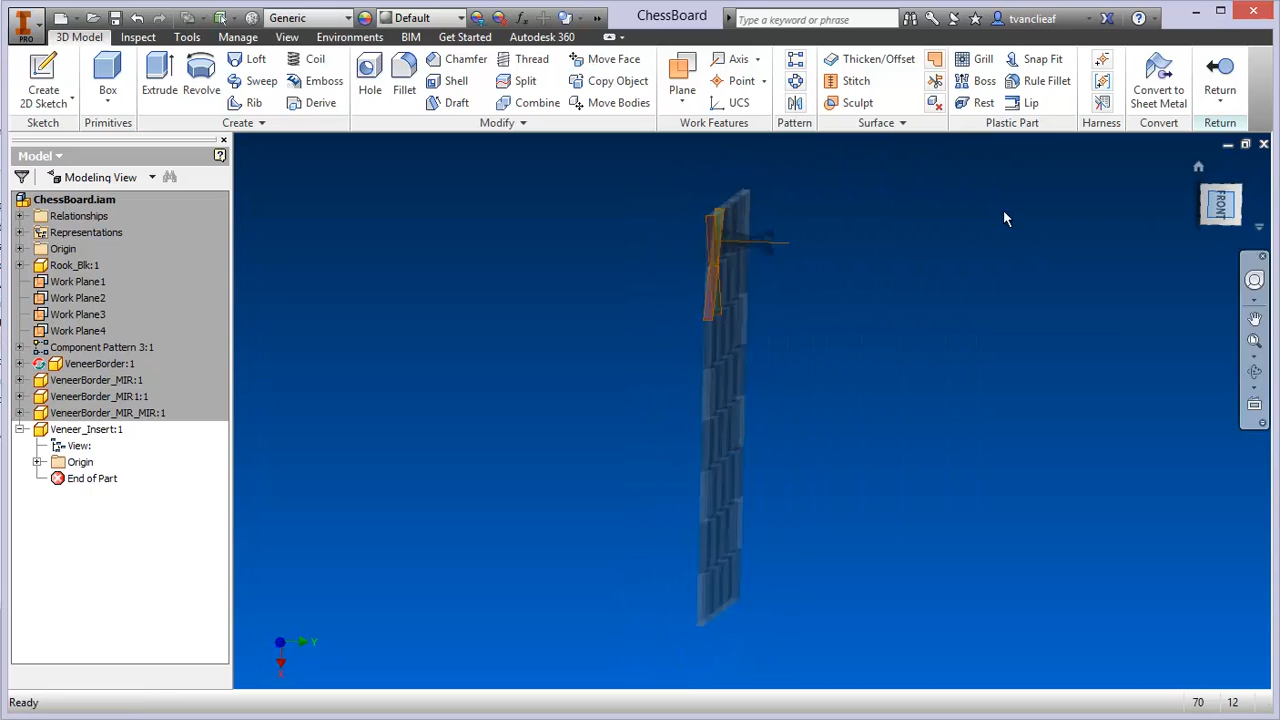 Generic
Default
ChessBoard
Type a keyword or phrase
tvanclieaf
PRO
3D Model Inspect Tools Manage View Environments BIM Get Started Autodesk 360
Create
2D Sketch
Box
Extrude
Revolve
Loft
Sweep
Rib
Coil
Emboss
Derive
Hole
Fillet
Chamfer
Shell
Draft
Thread
Split
Combine
Move Face
Copy Object
Move Bodies
Plane
Axis
Point
UCS
Thicken/Offset
Stitch
Sculpt
Grill
Boss
Rest
Snap Fit
Rule Fillet
Lip
Convert to
Sheet Metal
Return
Sketch Primitives Create Modify Work Features Pattern Surface Plastic Part Harness Convert Return
Model
Modeling View
ChessBoard.iam
Relationships
Representations
Origin
Rook_Blk:1
Work Plane1
Work Plane2
Work Plane3
Work Plane4
Component Pattern 3:1
VeneerBorder:1
VeneerBorder_MIR:1
VeneerBorder_MIR1:1
VeneerBorder_MIR_MIR:1
Veneer_Insert:1
View:
Origin
End of Part
FRONT
Y
Ready
70 12